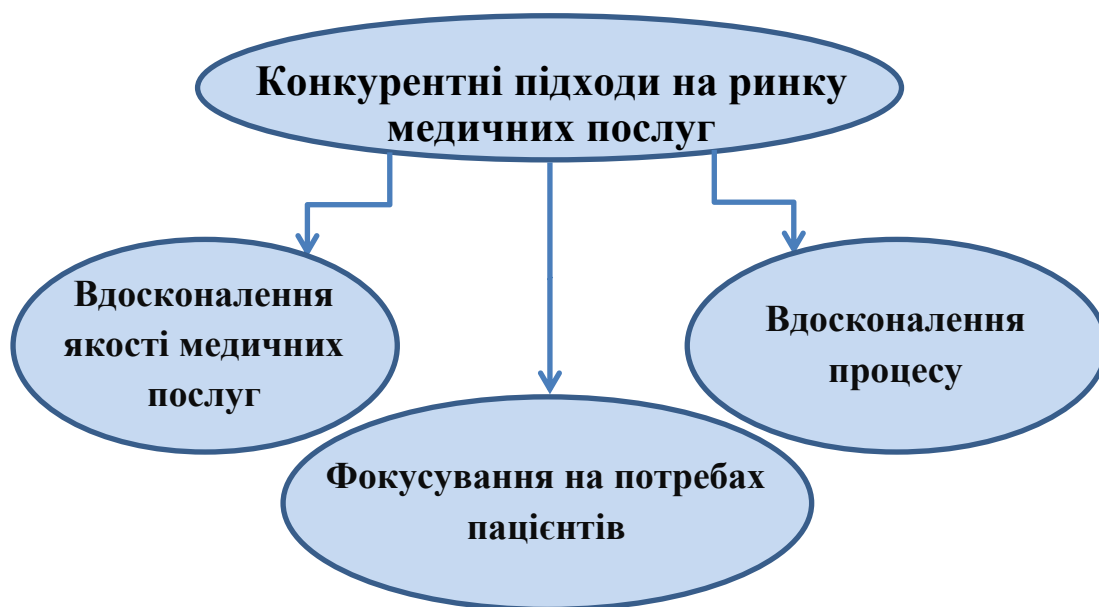 Конкурентні підходи на ринку
медичних послуг
Вдосконалення
якості медичних
послуг
Фокусування на потребах
пацієнтів
Вдосконалення
процесу